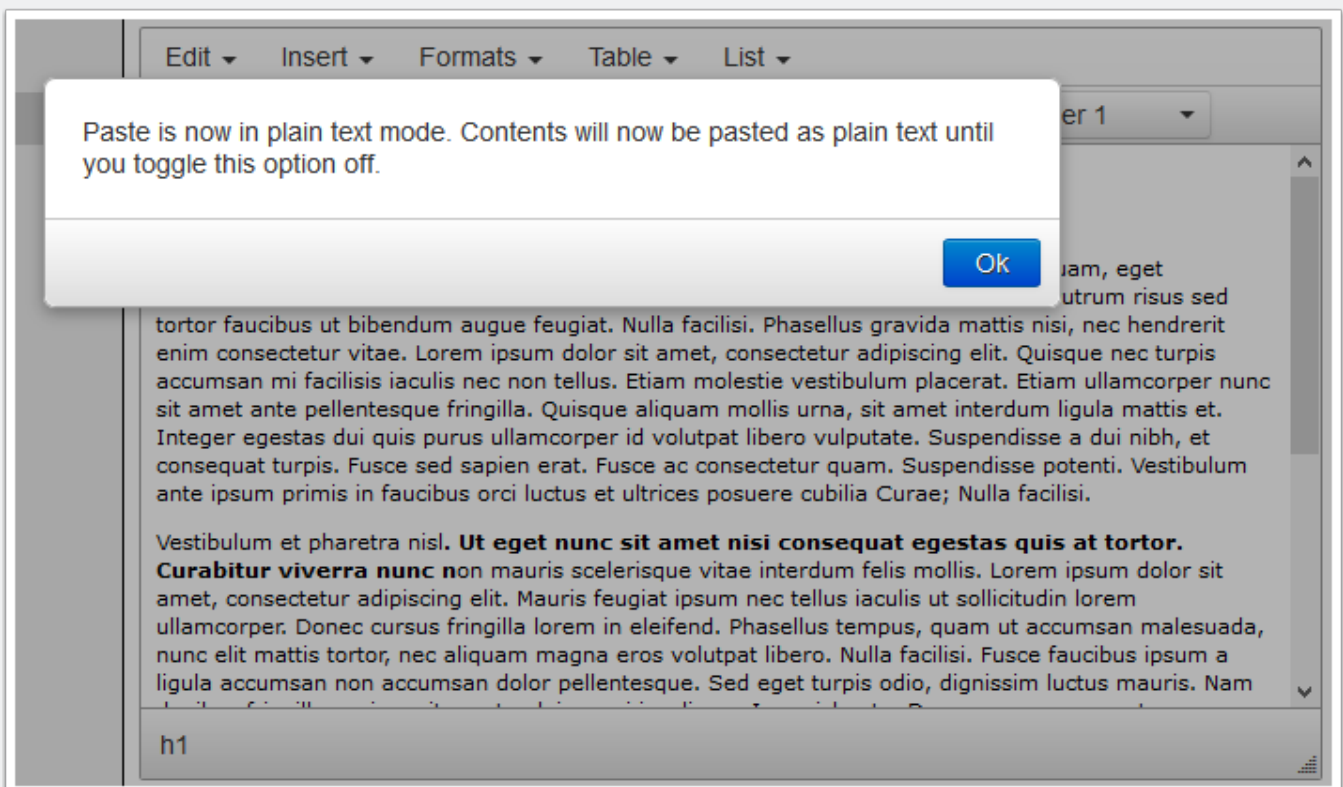 Edit Insert Formats Table List
Paste is now in plain text mode. Contents will now be pasted as plain text until
you toggle this option off.
er 1
Ok
uam, eget
utrum risus sed
tortor faucibus ut bibendum augue feugiat. Nulla facilisi. Phasellus gravida mattis nisi, nec hendrerit
enim consectetur vitae. Lorem ipsum dolor sit amet, consectetur adipiscing elit. Quisque nec turpis
accumsan mi facilisis iaculis nec non tellus. Etiam molestie vestibulum placerat. Etiam ullamcorper nunc
sit amet ante pellentesque fringilla. Quisque aliquam mollis urna, sit amet interdum ligula mattis et.
Integer egestas dui quis purus ullamcorper id volutpat libero vulputate. Suspendisse a dui nibh, et
consequat turpis. Fusce sed sapien erat. Fusce ac consectetur quam. Suspendisse potenti. Vestibulum
ante ipsum primis in faucibus orci luctus et ultrices posuere cubilia Curae; Nulla facilisi.
Vestibulum et pharetra nisl. Ut eget nunc sit amet nisi consequat egestas quis at tortor.
Curabitur viverra nunc non mauris scelerisque vitae interdum felis mollis. Lorem ipsum dolor sit
amet, consectetur adipiscing elit. Mauris feugiat ipsum nec tellus iaculis ut sollicitudin lorem
ullamcorper. Donec cursus fringilla lorem in eleifend. Phasellus tempus, quam ut accumsan malesuada,
nunc elit mattis tortor, nec aliquam magna eros volutpat libero. Nulla facilisi. Fusce faucibus ipsum a
ligula accumsan non accumsan dolor pellentesque. Sed eget turpis odio, dignissim luctus mauris. Nam
h1